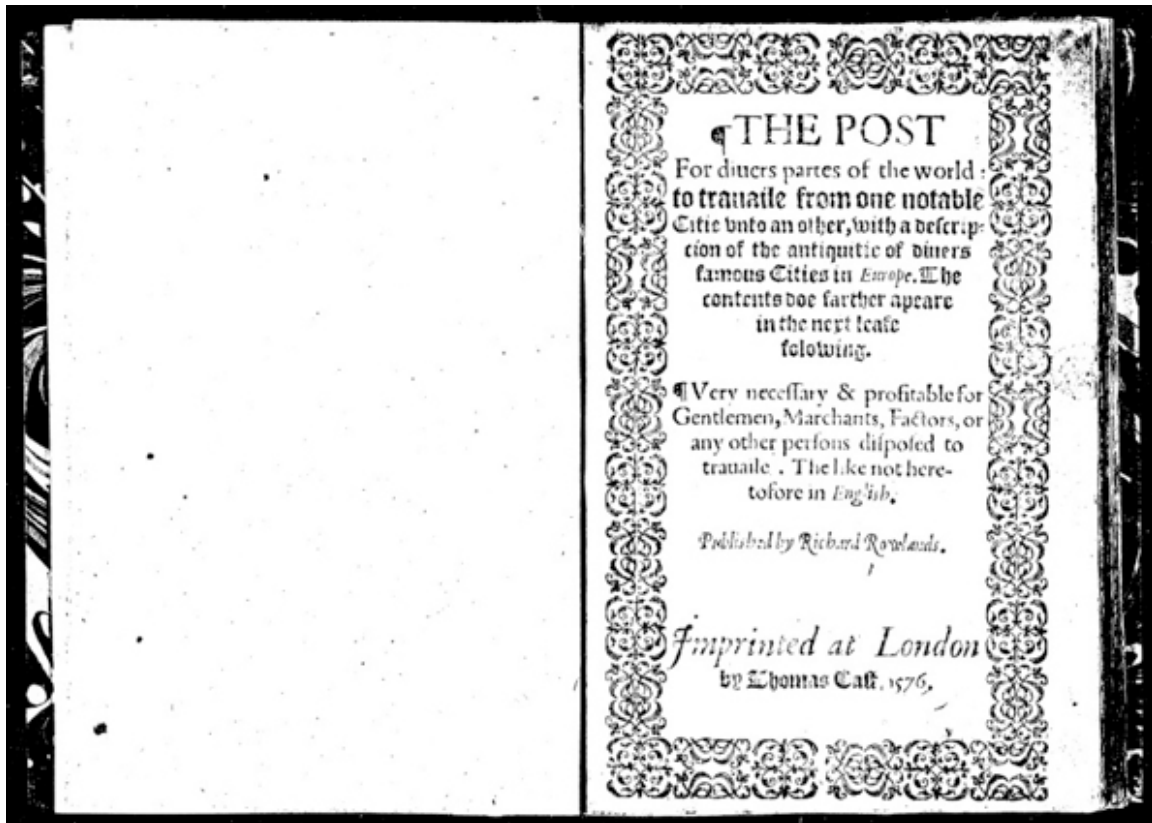 ¶THE POST
For diuers partes of the world:
to trauaile from one notable
Citie vnto an other, with a descrip-
cion of the antiquitie of diuers
famous Cities in Europe. The
contents doe farther apeare
in the next leafe
folowing.
¶Very neceſſary & profitable for
Gentlemen, Marchants, Factors, or
any other perſons diſpoſed to
trauaile. The like not here-
tofore in Engliſh.
Publiſhed by Richard Rowlands.
Imprinted at London
by Thomas Eaſt. 1576.